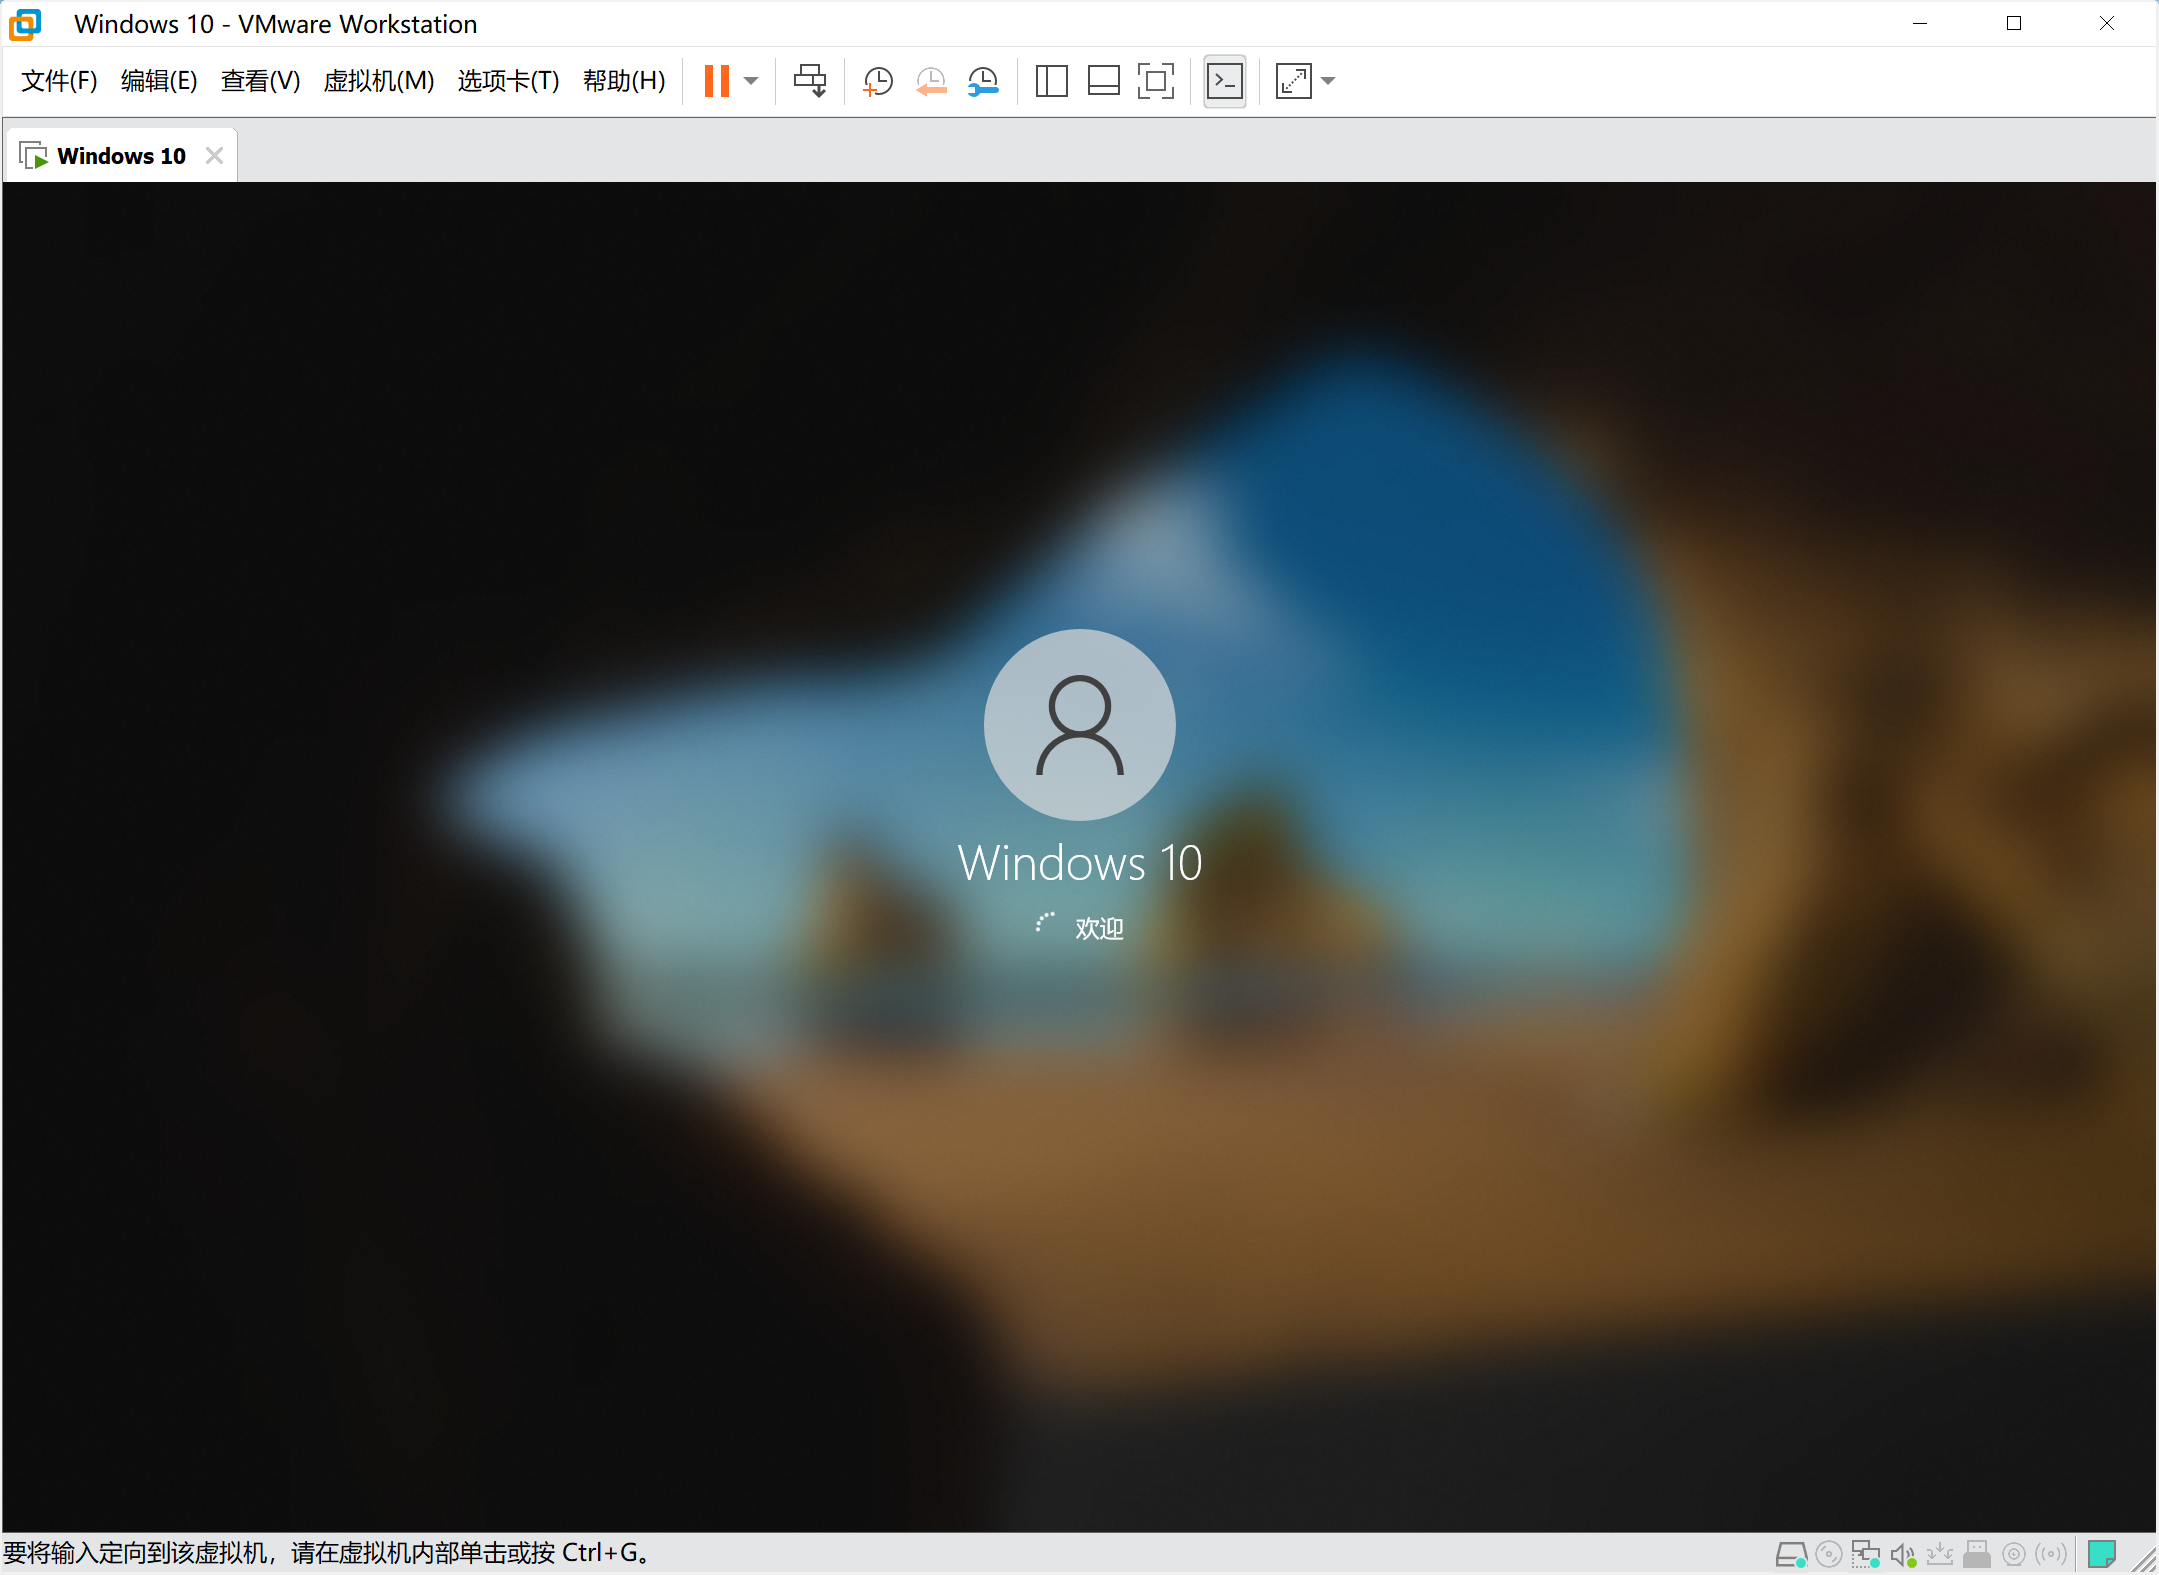 Windows 10 - VMware Workstation
文件(F) 编辑(E) 查看(V) 虚拟机(M) 选项卡(T) 帮助(H)
Windows 10
Windows 10
欢迎
要将输入定向到该虚拟机，请在虚拟机内部单击或按 Ctrl+G。